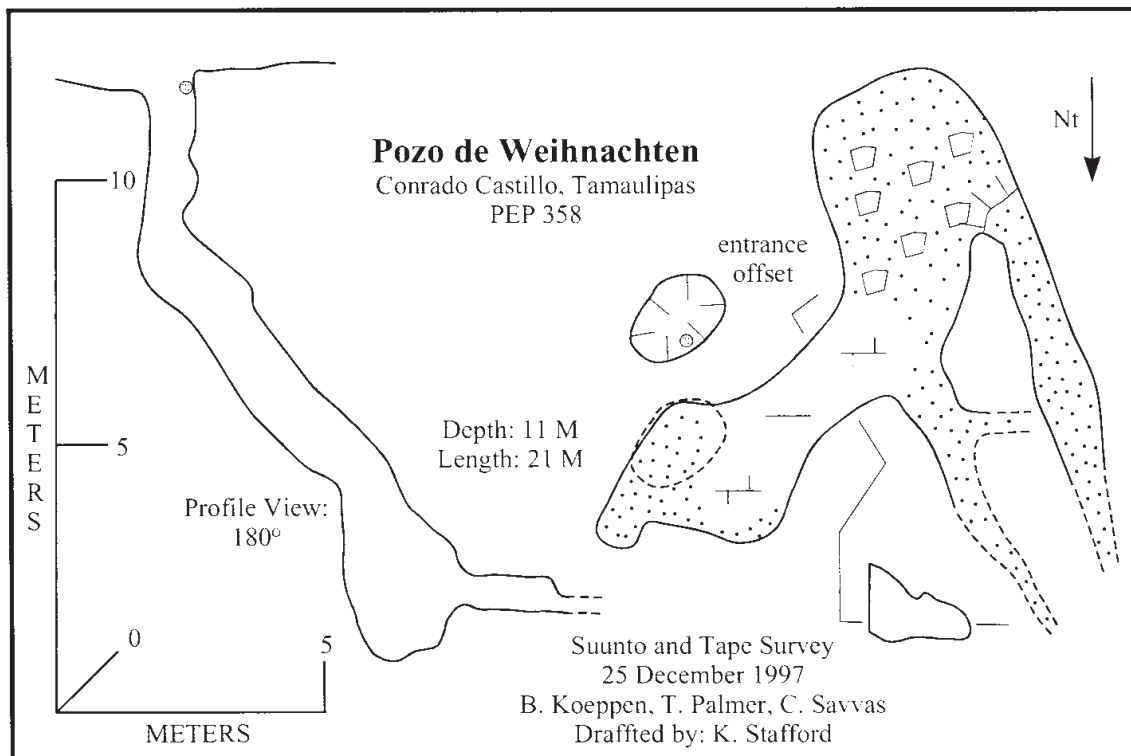 Pozo de Weihnachten
Conrado Castillo, Tamaulipas
PEP 358
Nt
10
entrance
offset
METERS
5
Depth: 11 M
Length: 21 M
Profile View:
180°
0
5
METERS
Suunto and Tape Survey
25 December 1997
B. Koeppen, T. Palmer, C. Savvas
Draffted by: K. Stafford